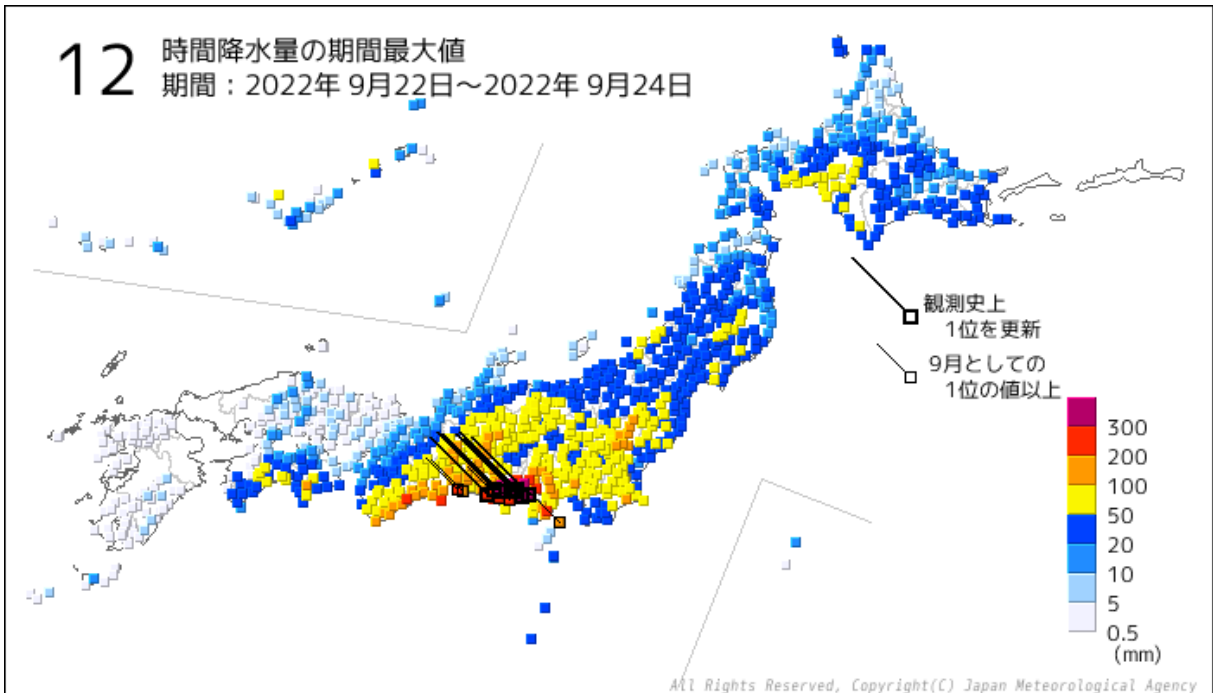 12 時間降水量の期間最大値
期間：2022年 9月22日～2022年 9月24日
観測史上
1位を更新
9月としての
1位の値以上
300
200
100
50
20
10
5
0.5
(mm)
All Rights Reserved, Copyright(C) Japan Meteorological Agency